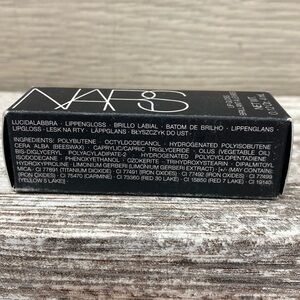 NARS
LIP GLOSS
LUCIDALABBRA - LIPPENGLOSS - BRILLO LABIAL - BATOM DE BRILHO - LIPPENGLANS -
LIPGLOSS - LESK NA RTY - LÄPPGLANS - BŁYSZCZYK DO UST -
INGREDIENTS: POLYBUTENE - OCTYLDODECANOL - HYDROGENATED POLYISOBUTENE
CERA ALBA (BEESWAX) - CAPRYLIC/CAPRIC TRIGLYCERIDE - OLUS (VEGETABLE OIL)
BIS-DIGLYCERYL POLYACYLADIPATE-2 - HYDROGENATED POLYCYCLOPENTADIENE
ISODODECANE - PHENOXYETHANOL - OZOKERITE - TRIHYDROXYSTEARIN - DIPALMITOYL
HYDROXYPROLINE - LIMONIUM GERBER (LIMONIUM GERBERI) EXTRACT - [+/- (MAY CONTAIN)
MICA - CI 77891 (TITANIUM DIOXIDE) - CI 77491 (IRON OXIDES) - CI 77492 (IRON OXIDES) - CI 77499
(IRON OXIDES) - CI 75470 (CARMINE) - CI 73360 (RED 30 LAKE) - CI 15850 (RED 7 LAKE) - CI 19140
(YELLOW 5 LAKE)] -